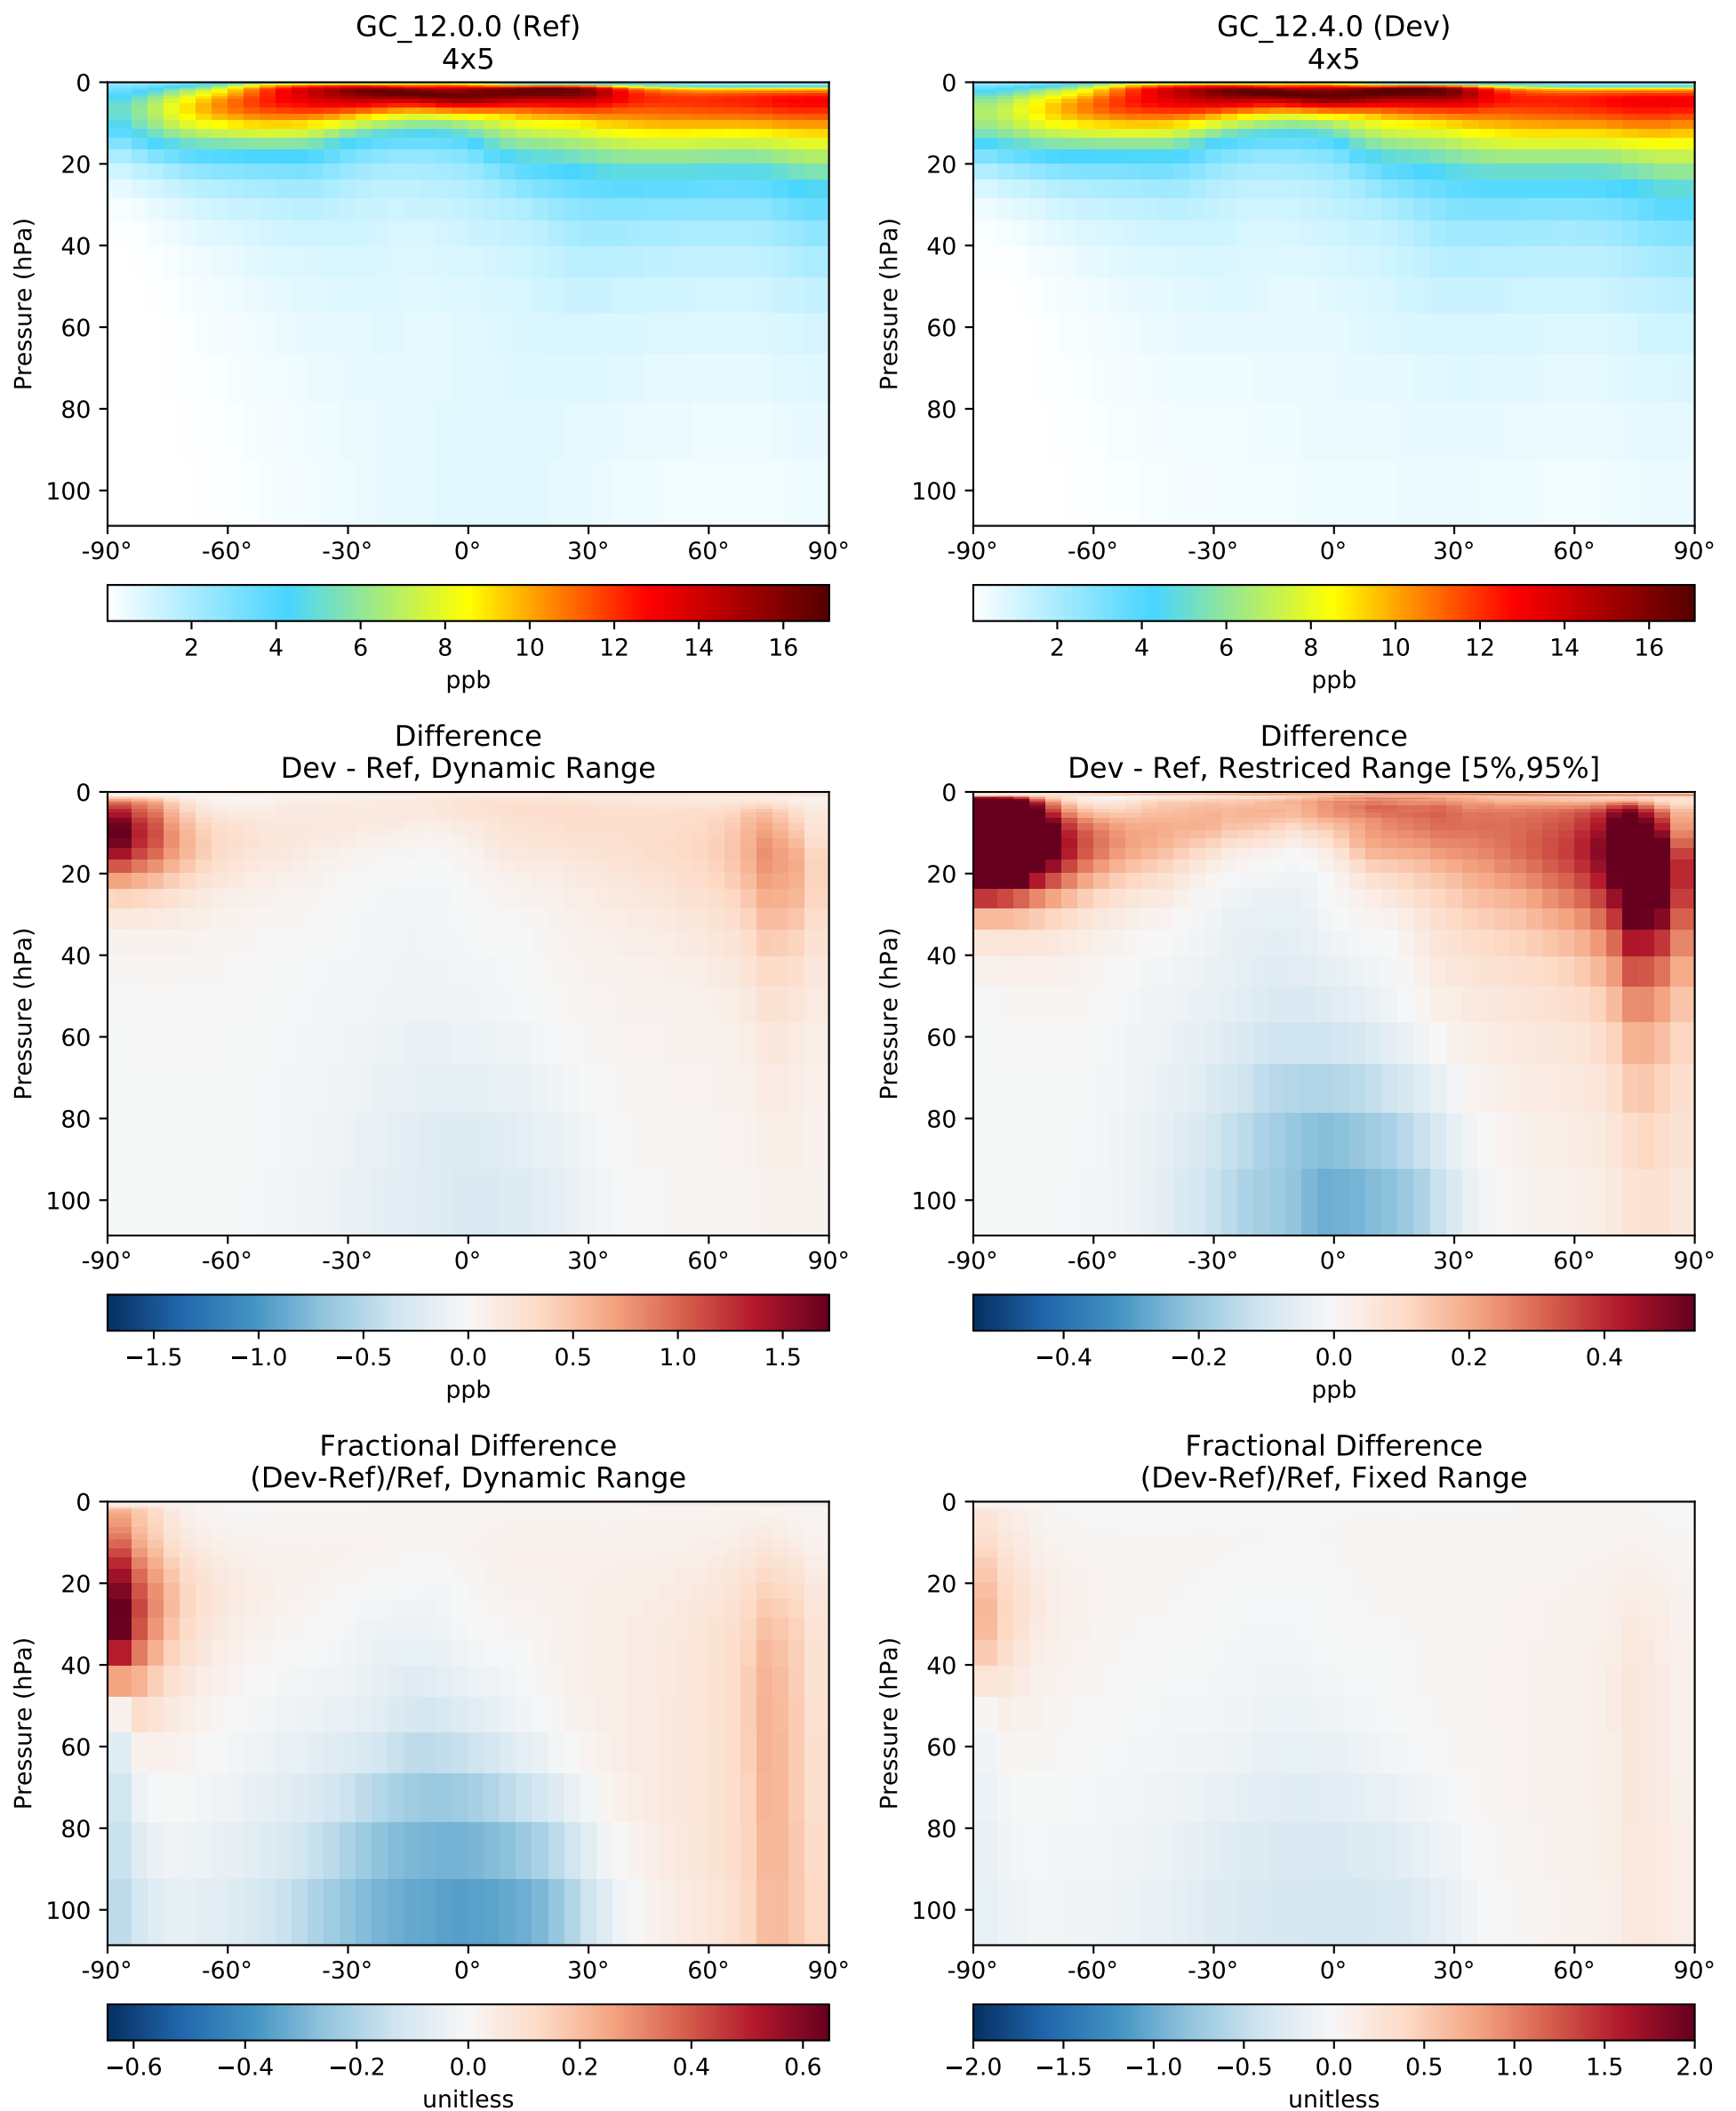 GC_12.0.0 (Ref)
4x5
0
20
40
60
80
100
Pressure (hPa)
-90° -60° -30° 0° 30° 60° 90°
2 4 6 8 10 12 14 16
ppb
GC_12.4.0 (Dev)
4x5
0
20
40
60
80
100
Pressure (hPa)
-90° -60° -30° 0° 30° 60° 90°
2 4 6 8 10 12 14 16
ppb
Difference
Dev - Ref, Dynamic Range
0
20
40
60
80
100
Pressure (hPa)
-90° -60° -30° 0° 30° 60° 90°
−1.5 −1.0 −0.5 0.0 0.5 1.0 1.5
ppb
Difference
Dev - Ref, Restriced Range [5%,95%]
0
20
40
60
80
100
Pressure (hPa)
-90° -60° -30° 0° 30° 60° 90°
−0.4 −0.2 0.0 0.2 0.4
ppb
Fractional Difference
(Dev-Ref)/Ref, Dynamic Range
0
20
40
60
80
100
Pressure (hPa)
-90° -60° -30° 0° 30° 60° 90°
−0.6 −0.4 −0.2 0.0 0.2 0.4 0.6
unitless
Fractional Difference
(Dev-Ref)/Ref, Fixed Range
0
20
40
60
80
100
Pressure (hPa)
-90° -60° -30° 0° 30° 60° 90°
−2.0 −1.5 −1.0 −0.5 0.0 0.5 1.0 1.5 2.0
unitless